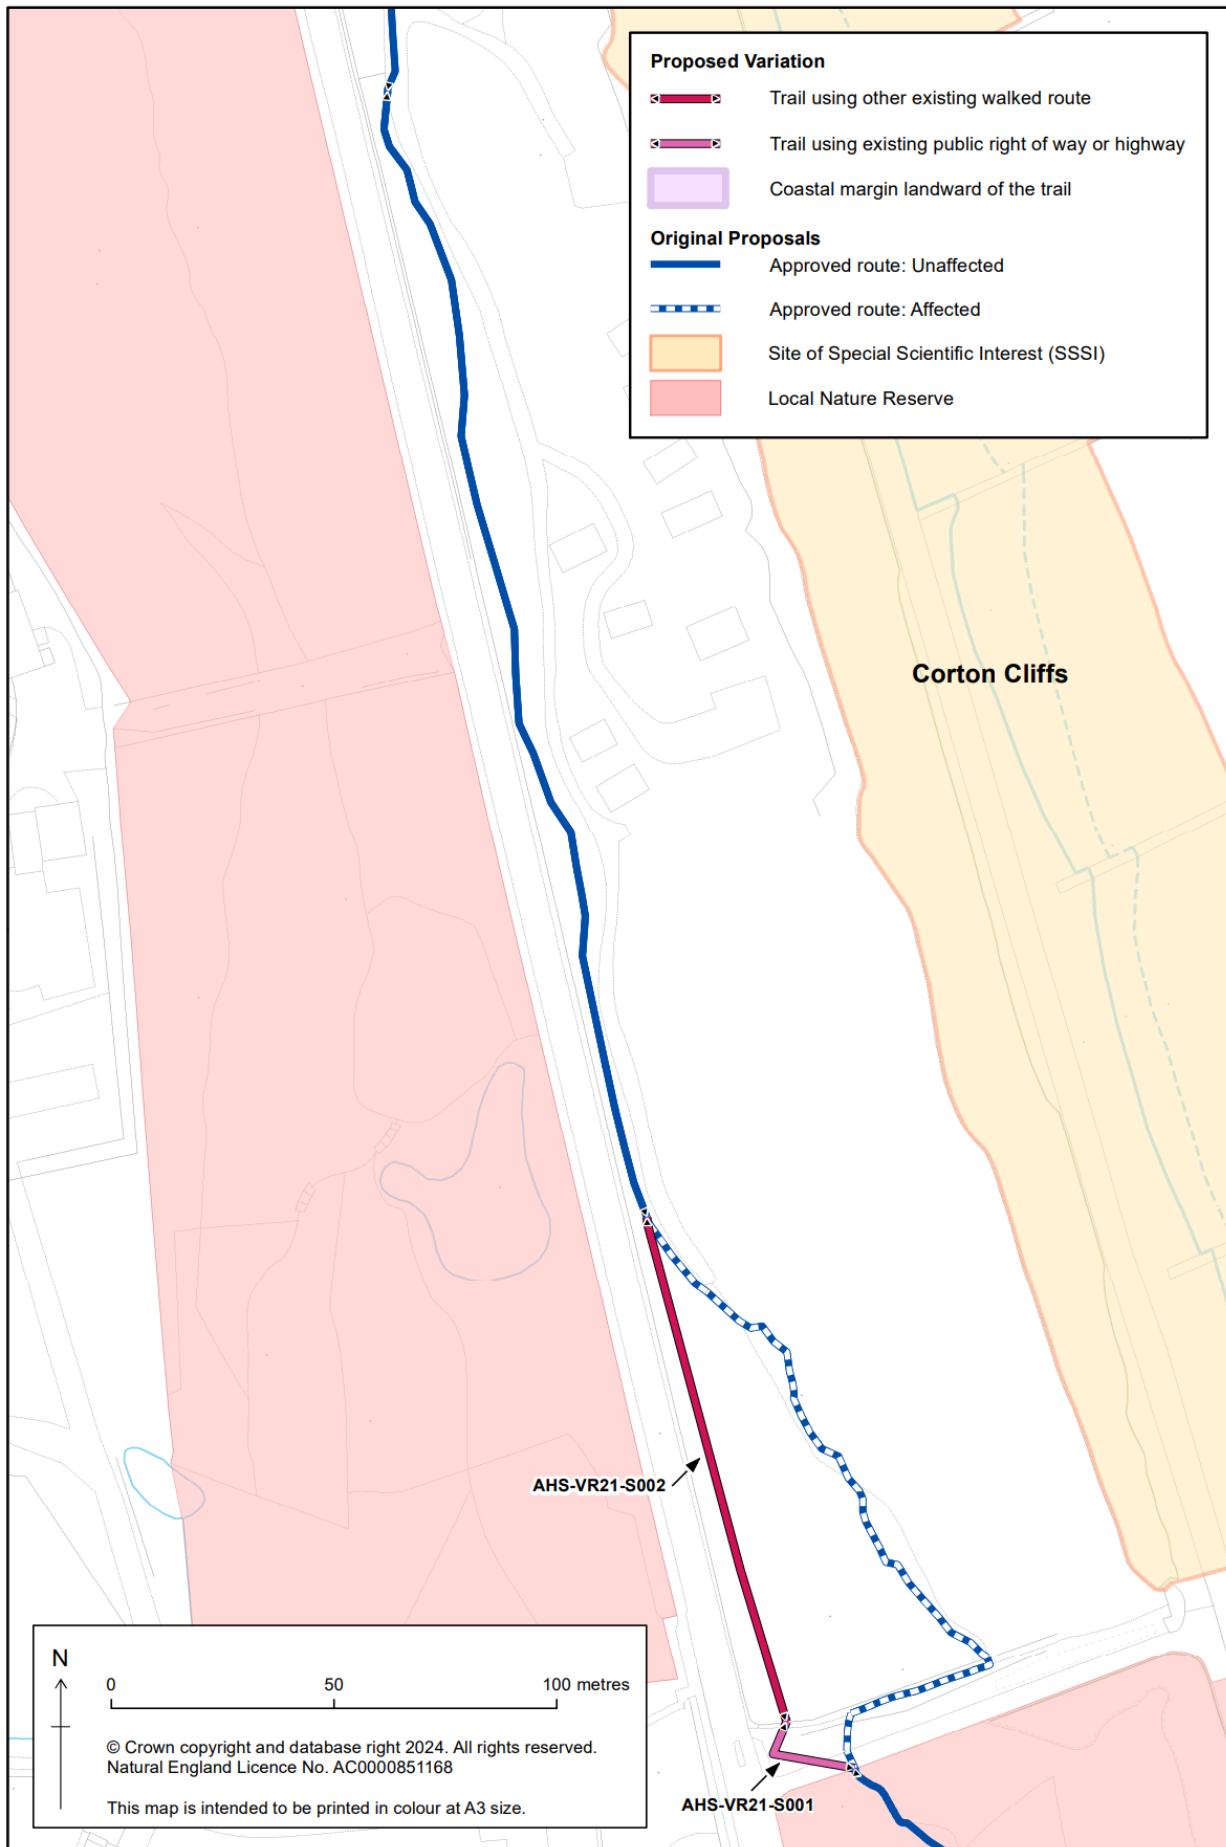 Proposed Variation
Trail using other existing walked route
Trail using existing public right of way or highway
Coastal margin landward of the trail
Original Proposals
Approved route: Unaffected
Approved route: Affected
Site of Special Scientific Interest (SSSI)
Local Nature Reserve
Corton Cliffs
AHS-VR21-S002
AHS-VR21-S001
N
0 50 100 metres
© Crown copyright and database right 2024. All rights reserved.
Natural England Licence No. AC0000851168
This map is intended to be printed in colour at A3 size.